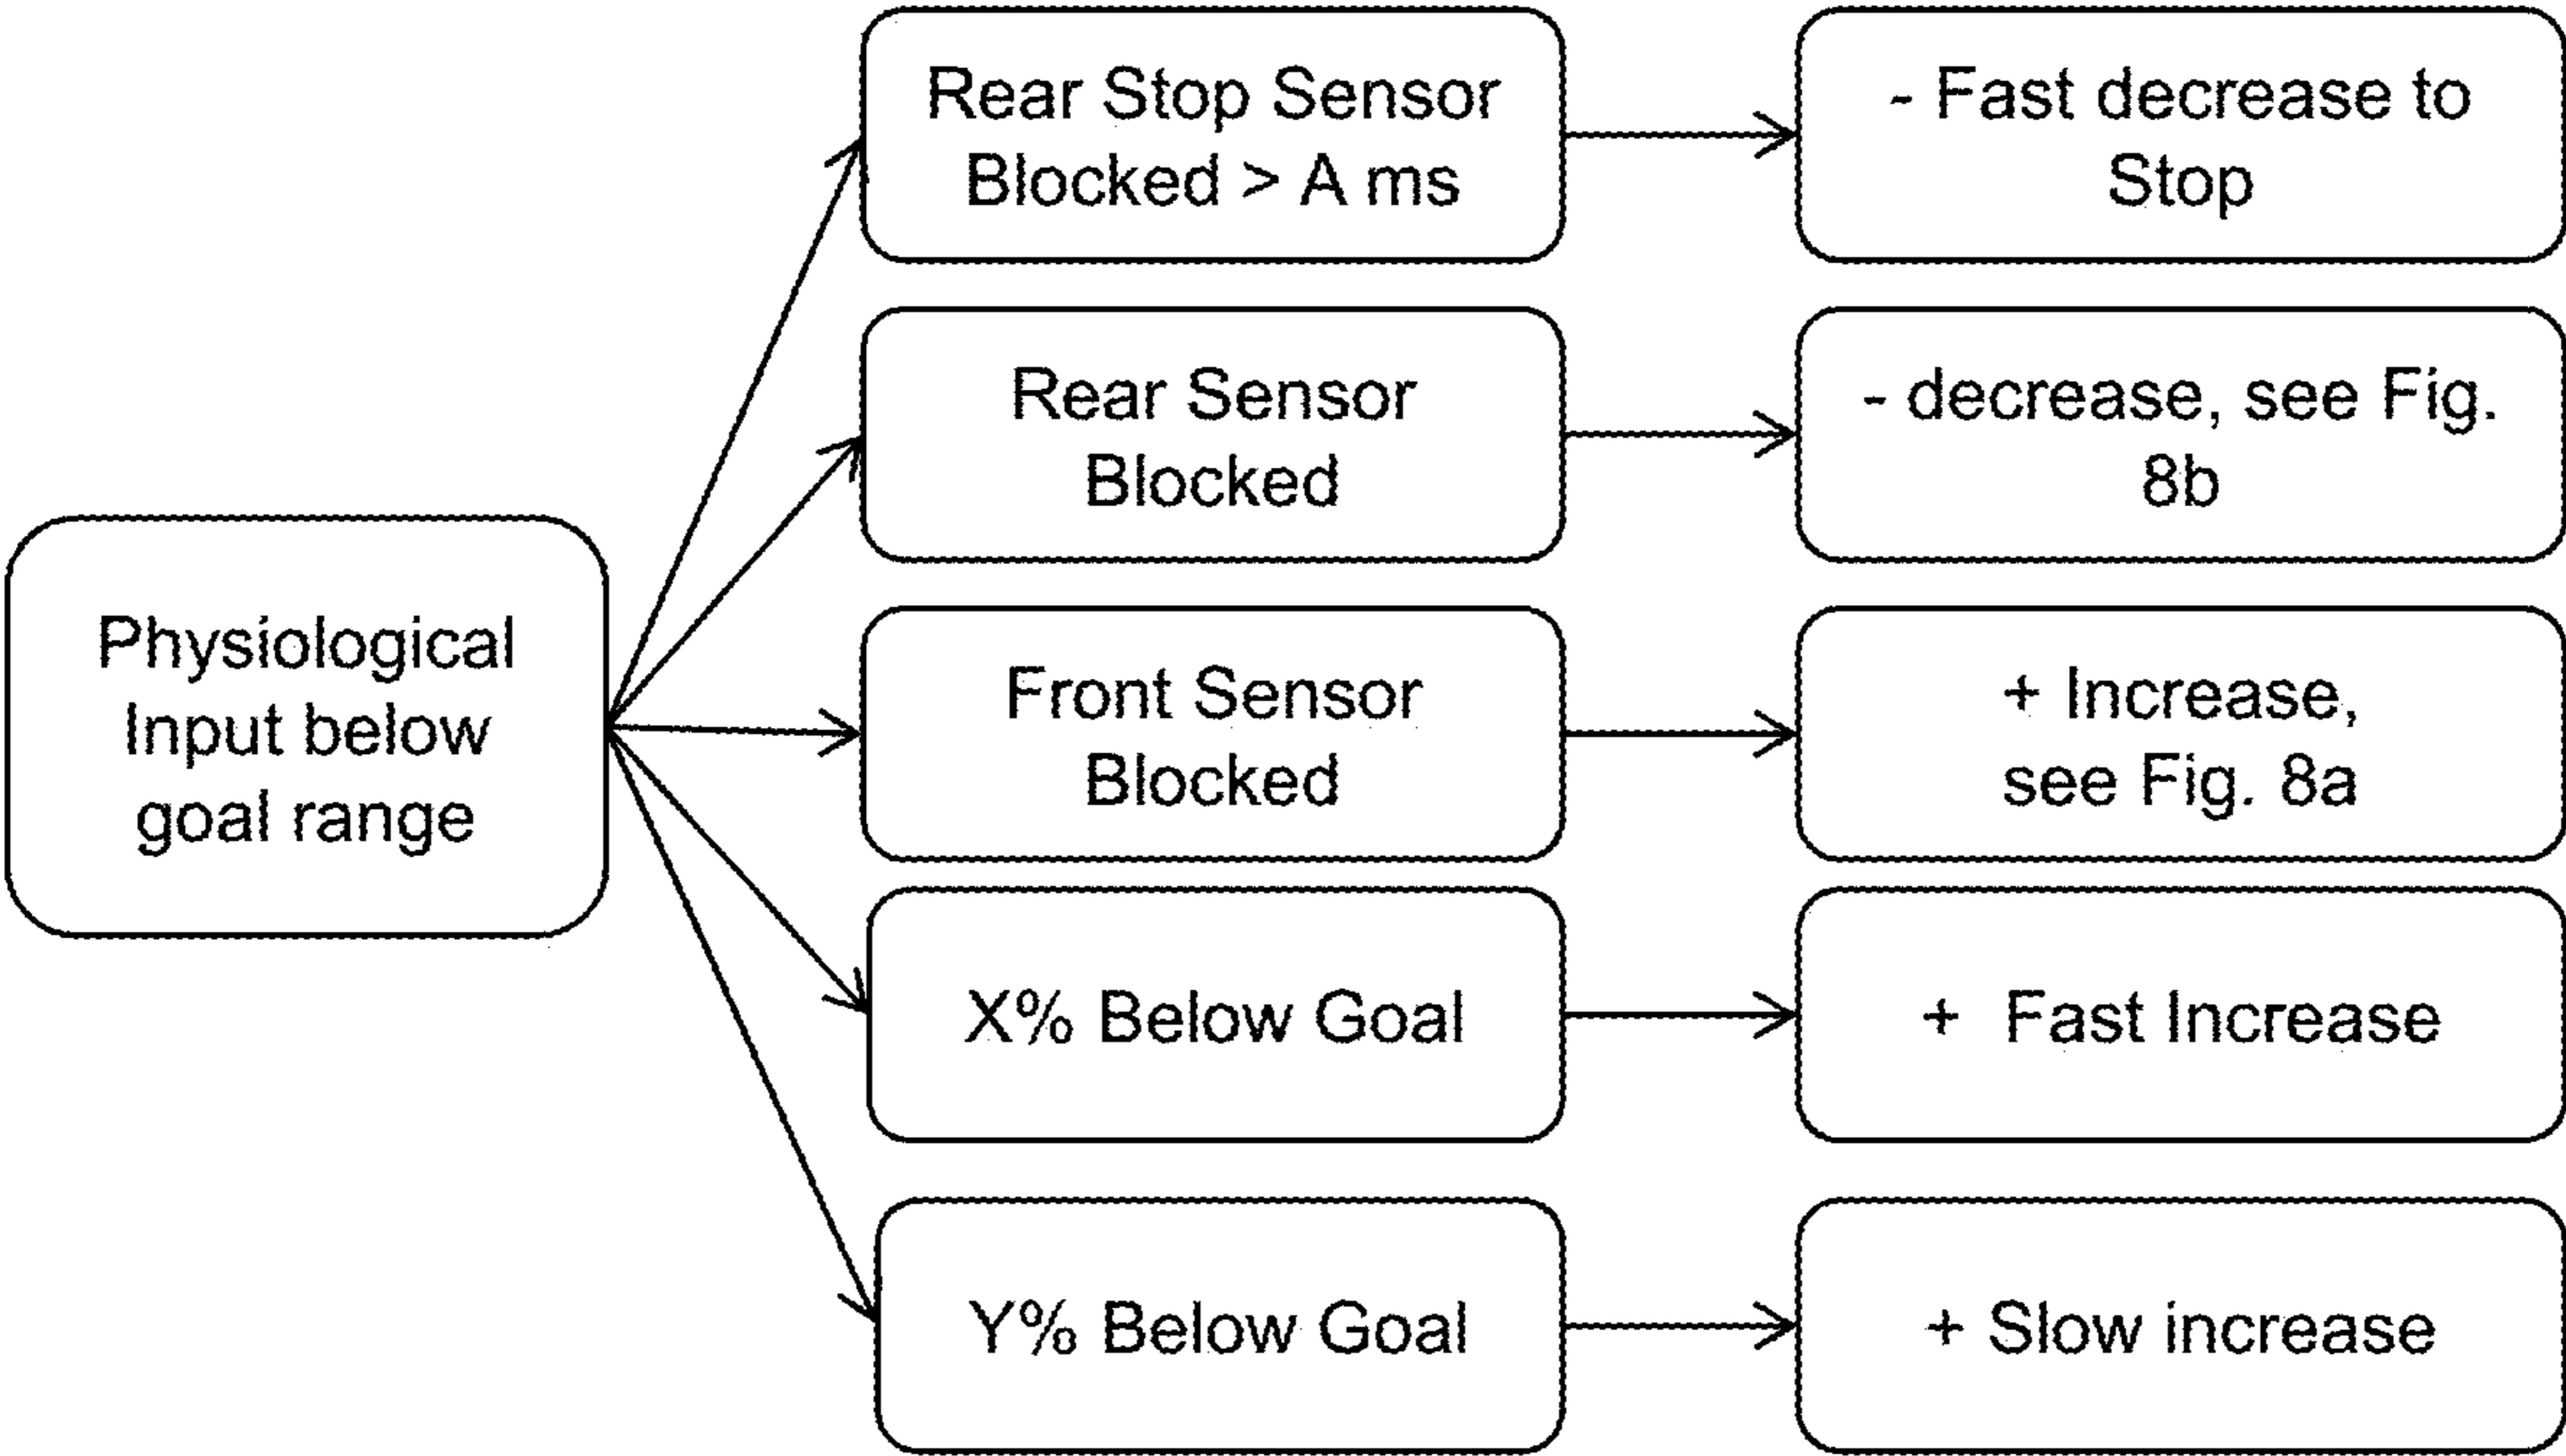 Physiological
Input below
goal range
Rear Stop Sensor
Blocked > A ms
- Fast decrease to
Stop
Rear Sensor
Blocked
- decrease, see Fig.
8b
Front Sensor
Blocked
+ Increase,
see Fig. 8a
X% Below Goal
+ Fast Increase
Y% Below Goal
+ Slow increase